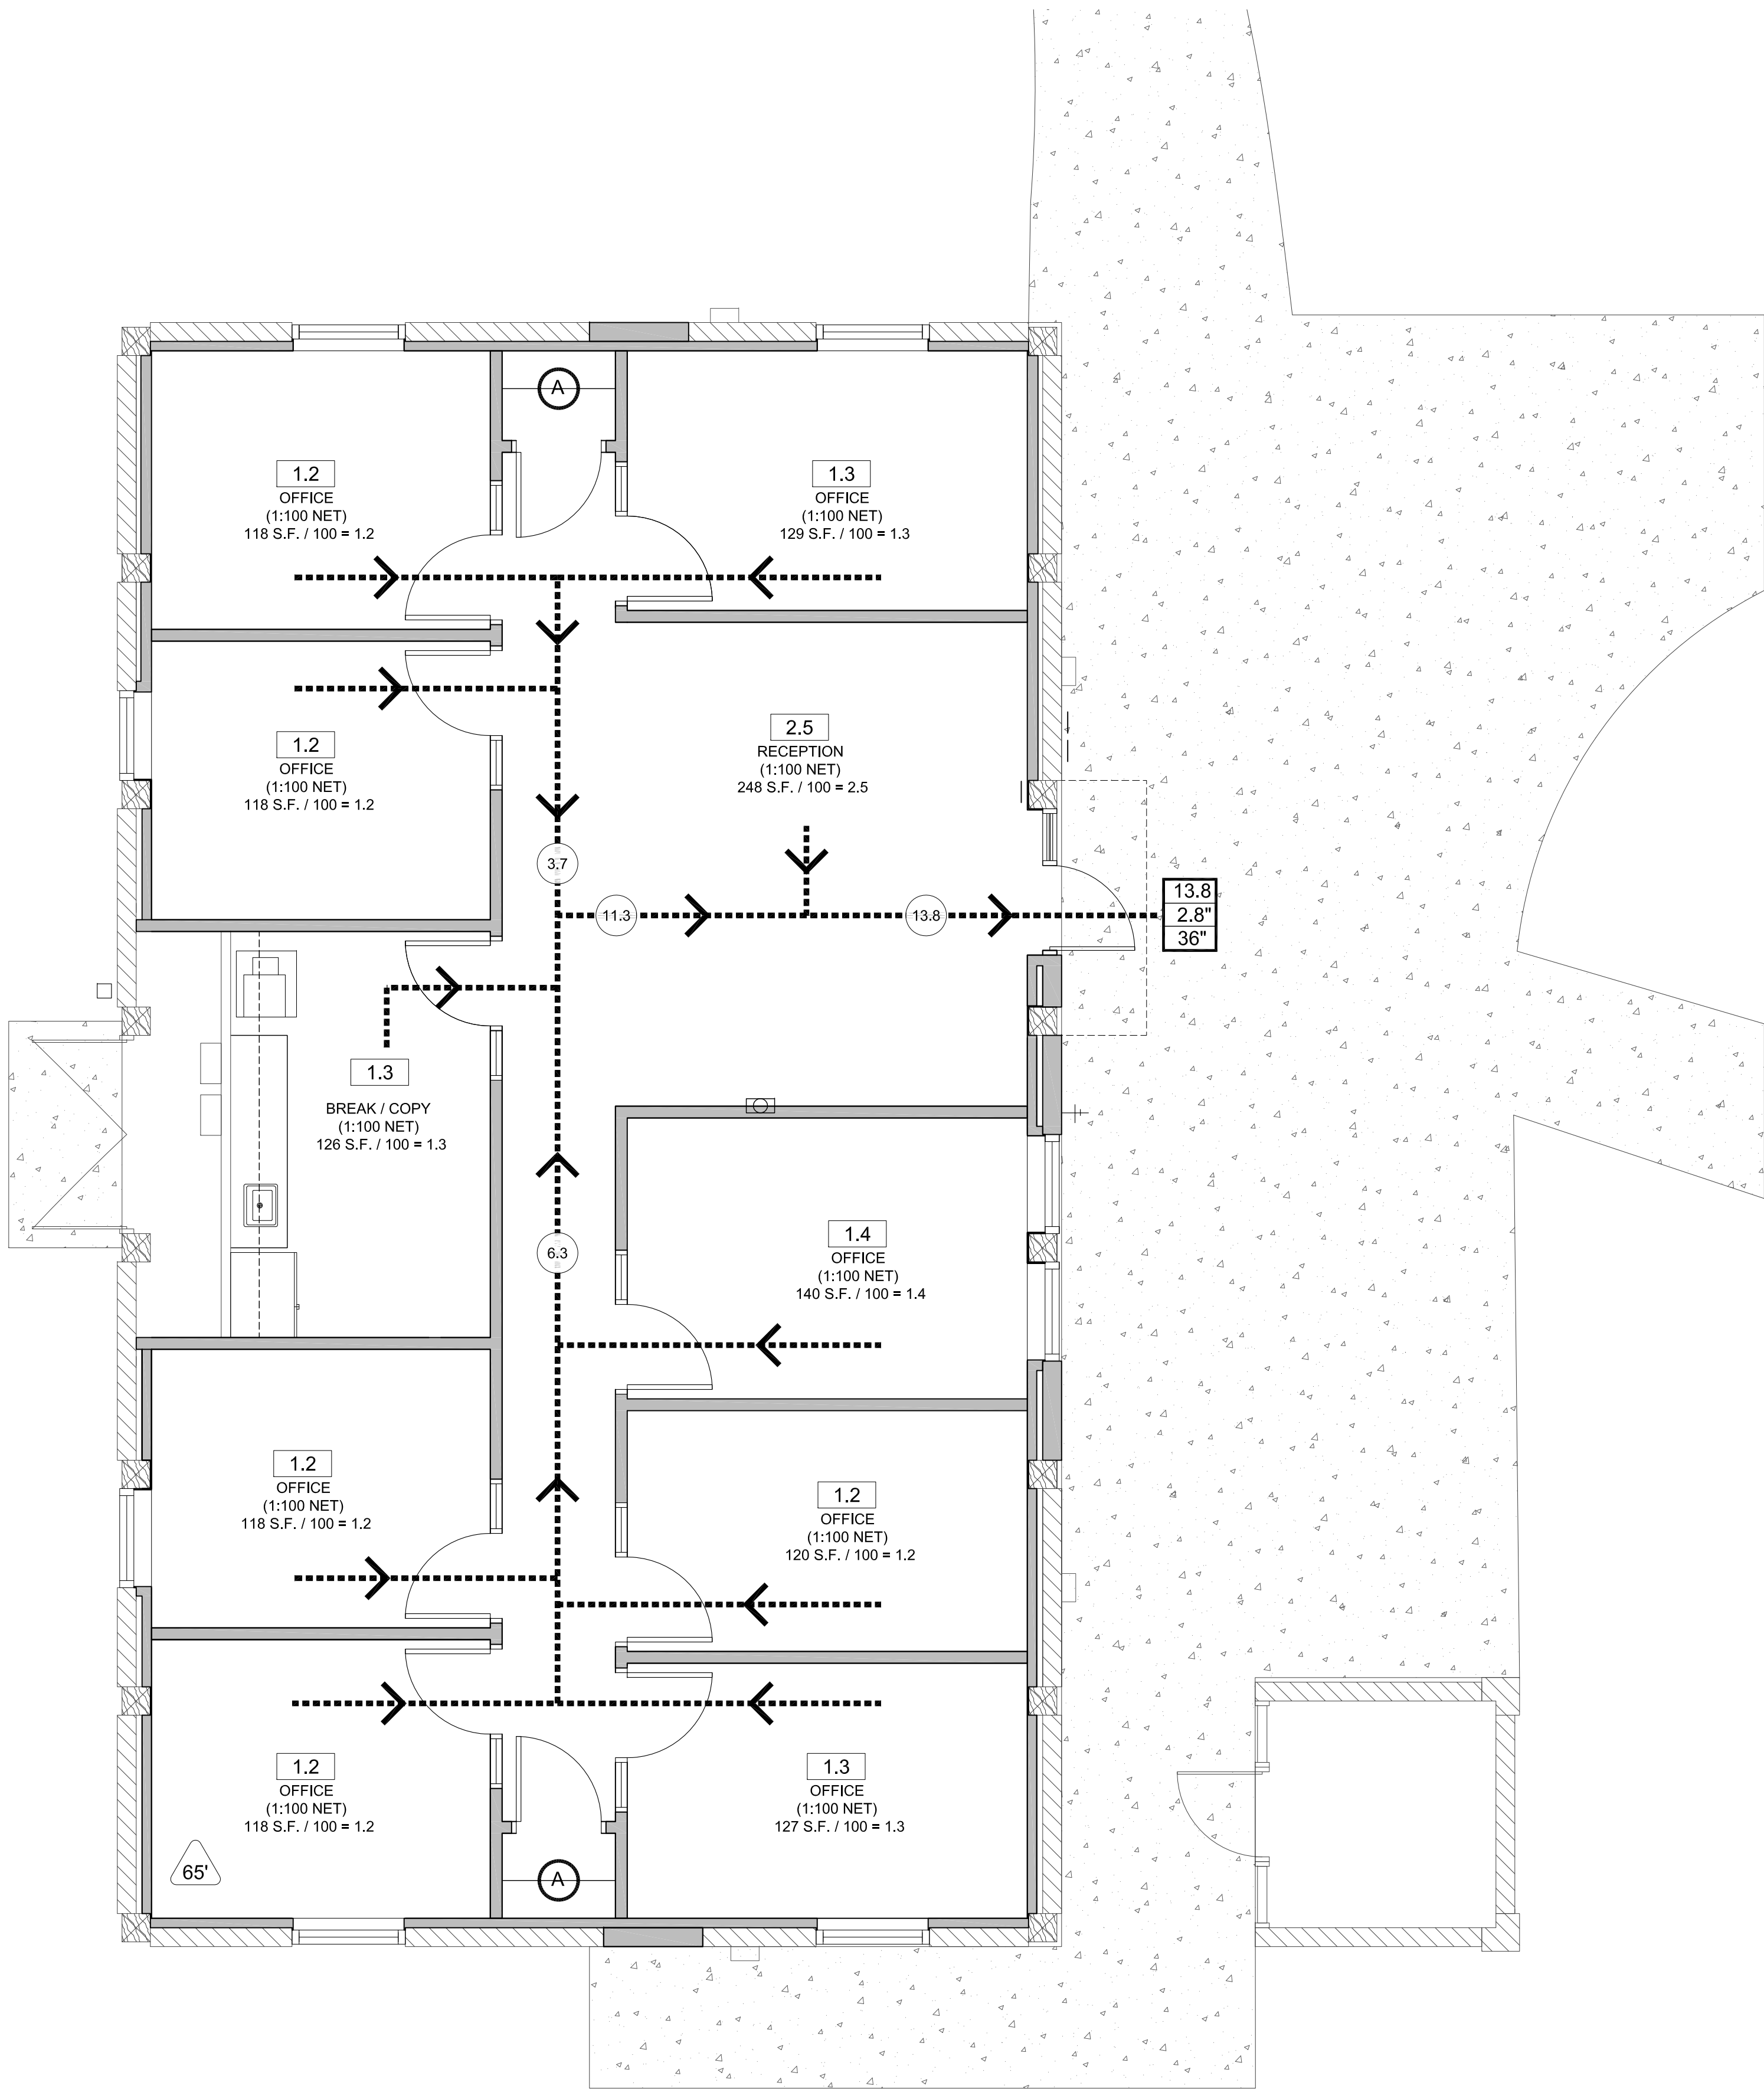 A
1.2
OFFICE
(1:100 NET)
118 S.F. / 100 = 1.2
1.3
OFFICE
(1:100 NET)
129 S.F. / 100 = 1.3
1.2
OFFICE
(1:100 NET)
118 S.F. / 100 = 1.2
2.5
RECEPTION
(1:100 NET)
248 S.F. / 100 = 2.5
3.7
11.3
13.8
13.8
2.8"
36"
1.3
BREAK / COPY
(1:100 NET)
126 S.F. / 100 = 1.3
6.3
1.4
OFFICE
(1:100 NET)
140 S.F. / 100 = 1.4
1.2
OFFICE
(1:100 NET)
118 S.F. / 100 = 1.2
1.2
OFFICE
(1:100 NET)
120 S.F. / 100 = 1.2
1.2
OFFICE
(1:100 NET)
118 S.F. / 100 = 1.2
1.3
OFFICE
(1:100 NET)
127 S.F. / 100 = 1.3
65'
A